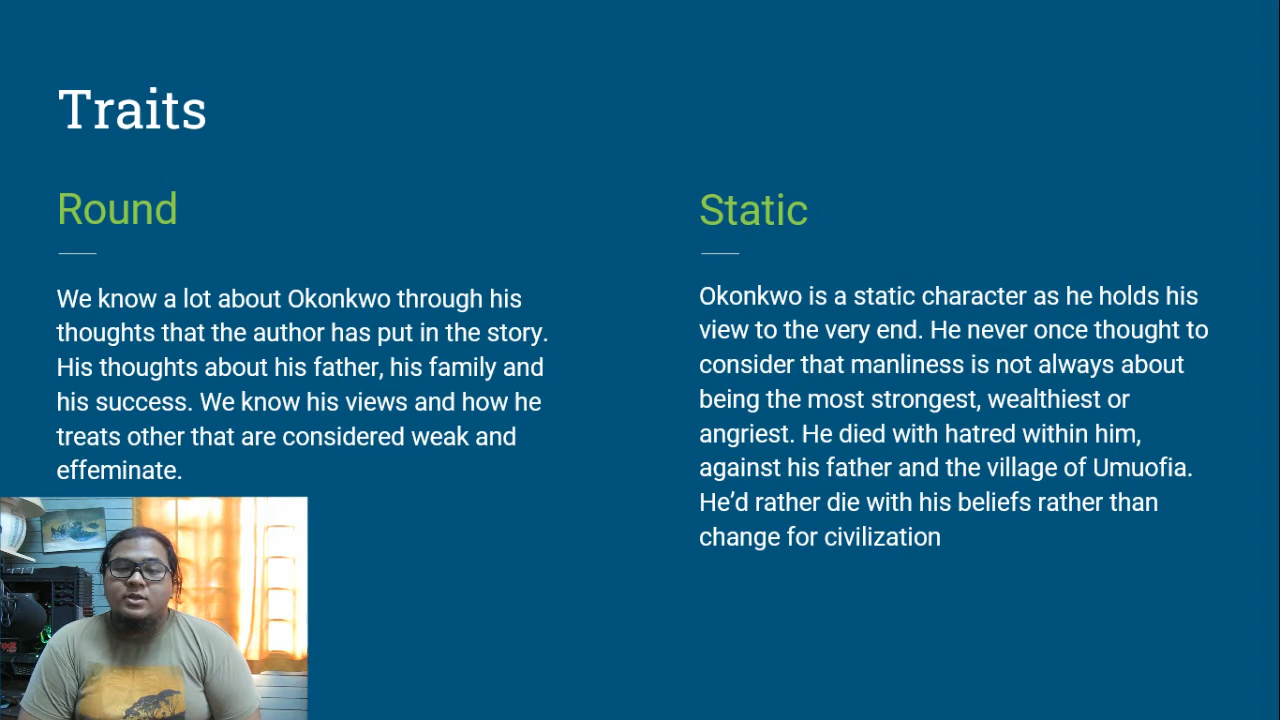 Traits
Round
We know a lot about Okonkwo through his
thoughts that the author has put in the story.
His thoughts about his father, his family and
his success. We know his views and how he
treats other that are considered weak and
effeminate.
Static
Okonkwo is a static character as he holds his
view to the very end. He never once thought to
consider that manliness is not always about
being the most strongest, wealthiest or
angriest. He died with hatred within him,
against his father and the village of Umuofia.
He’d rather die with his beliefs rather than
change for civilization